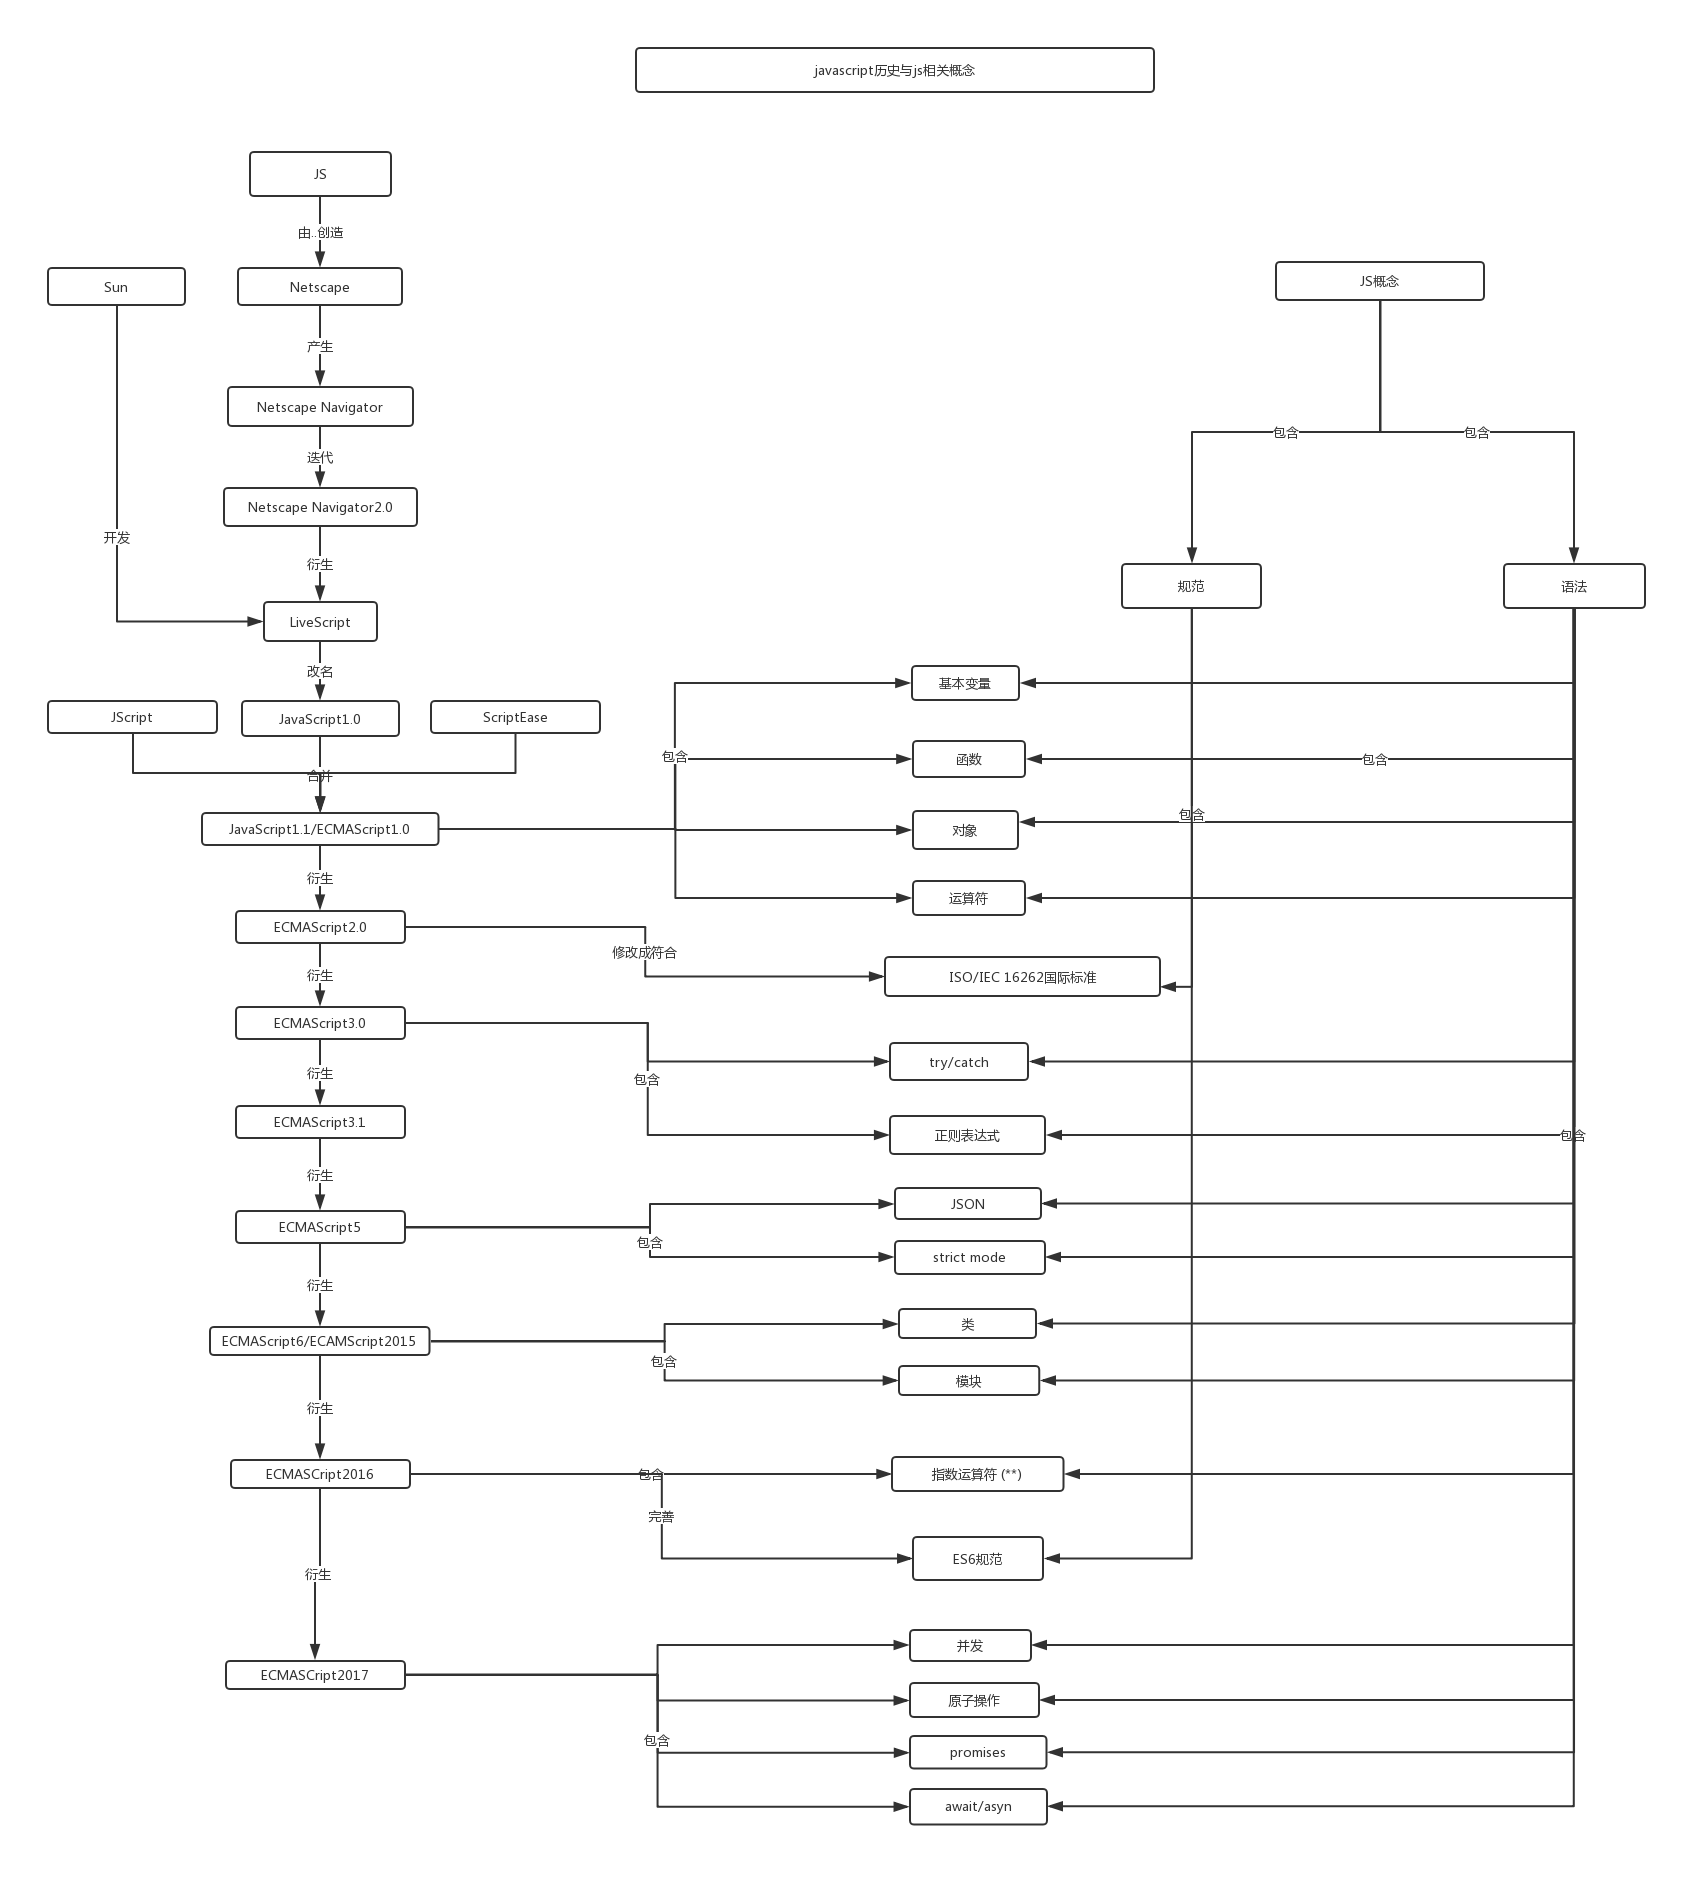 javascript历史与js相关概念
JS
由..创造
Sun
Netscape
JS概念
产生
Netscape Navigator
包含
包含
迭代
Netscape Navigator2.0
开发
衍生
规范
语法
LiveScript
改名
基本变量
JScript
JavaScript1.0
ScriptEase
包含
函数
包含
合并
包含
JavaScript1.1/ECMAScript1.0
对象
衍生
运算符
ECMAScript2.0
修改成符合
衍生
ISO/IEC 16262国际标准
ECMAScript3.0
try/catch
衍生
包含
ECMAScript3.1
正则表达式
包含
衍生
JSON
ECMAScript5
包含
strict mode
衍生
类
ECMAScript6/ECAMScript2015
包含
模块
衍生
ECMASCript2016
包含
指数运算符 (**)
完善
ES6规范
衍生
并发
ECMASCript2017
原子操作
包含
promises
await/asyn